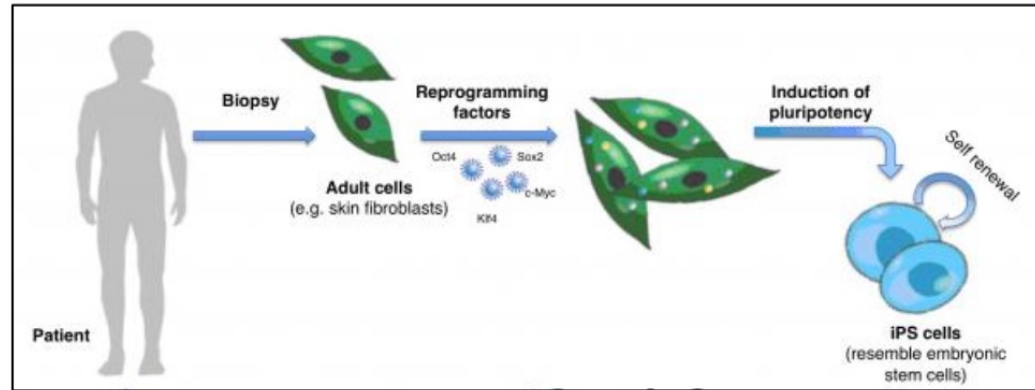 Patient
Biopsy
Adult cells
(e.g. skin fibroblasts)
Reprogramming
factors
Oct4
Sox2
c-Myc
Klf4
Induction of
pluripotency
Self renewal
iPS cells
(resemble embryonic
stem cells)